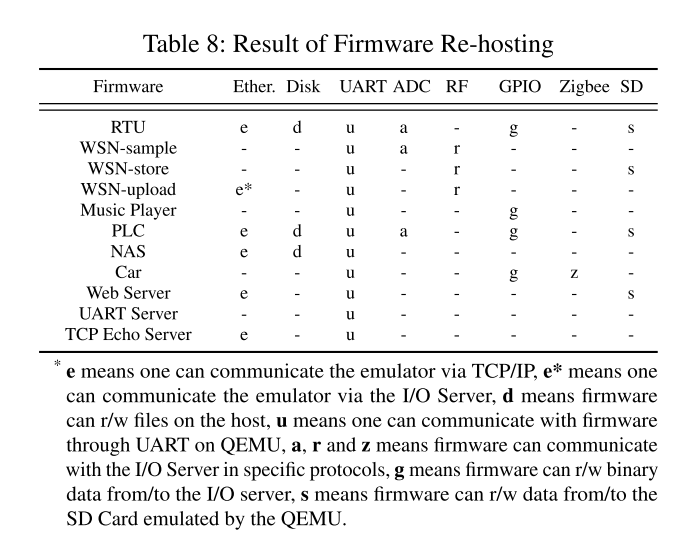 Table 8: Result of Firmware Re-hosting
Firmware Ether. Disk UART ADC RF GPIO Zigbee SD
RTU e d u a - g - s
WSN-sample - - u a r - - -
WSN-store - - u - r - - s
WSN-upload e* - u - r - - -
Music Player - - u - - g - -
PLC e d u a - g - s
NAS e d u - - - - -
Car - - u - - g z -
Web Server e - u - - - - s
UART Server - - u - - - - -
TCP Echo Server e - u - - - - -
* e means one can communicate the emulator via TCP/IP, e* means one
can communicate the emulator via the I/O Server, d means firmware
can r/w files on the host, u means one can communicate with firmware
through UART on QEMU, a, r and z means firmware can communicate
with the I/O Server in specific protocols, g means firmware can r/w binary
data from/to the I/O server, s means firmware can r/w data from/to the
SD Card emulated by the QEMU.